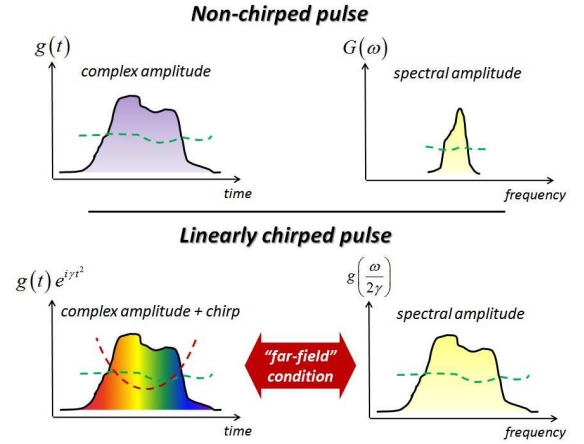 Non-chirped pulse
g(t)
complex amplitude
time
G(ω)
spectral amplitude
frequency
Linearly chirped pulse
g(t) e^{iγt²}
complex amplitude + chirp
time
"far-field"
condition
g(ω/2γ)
spectral amplitude
frequency